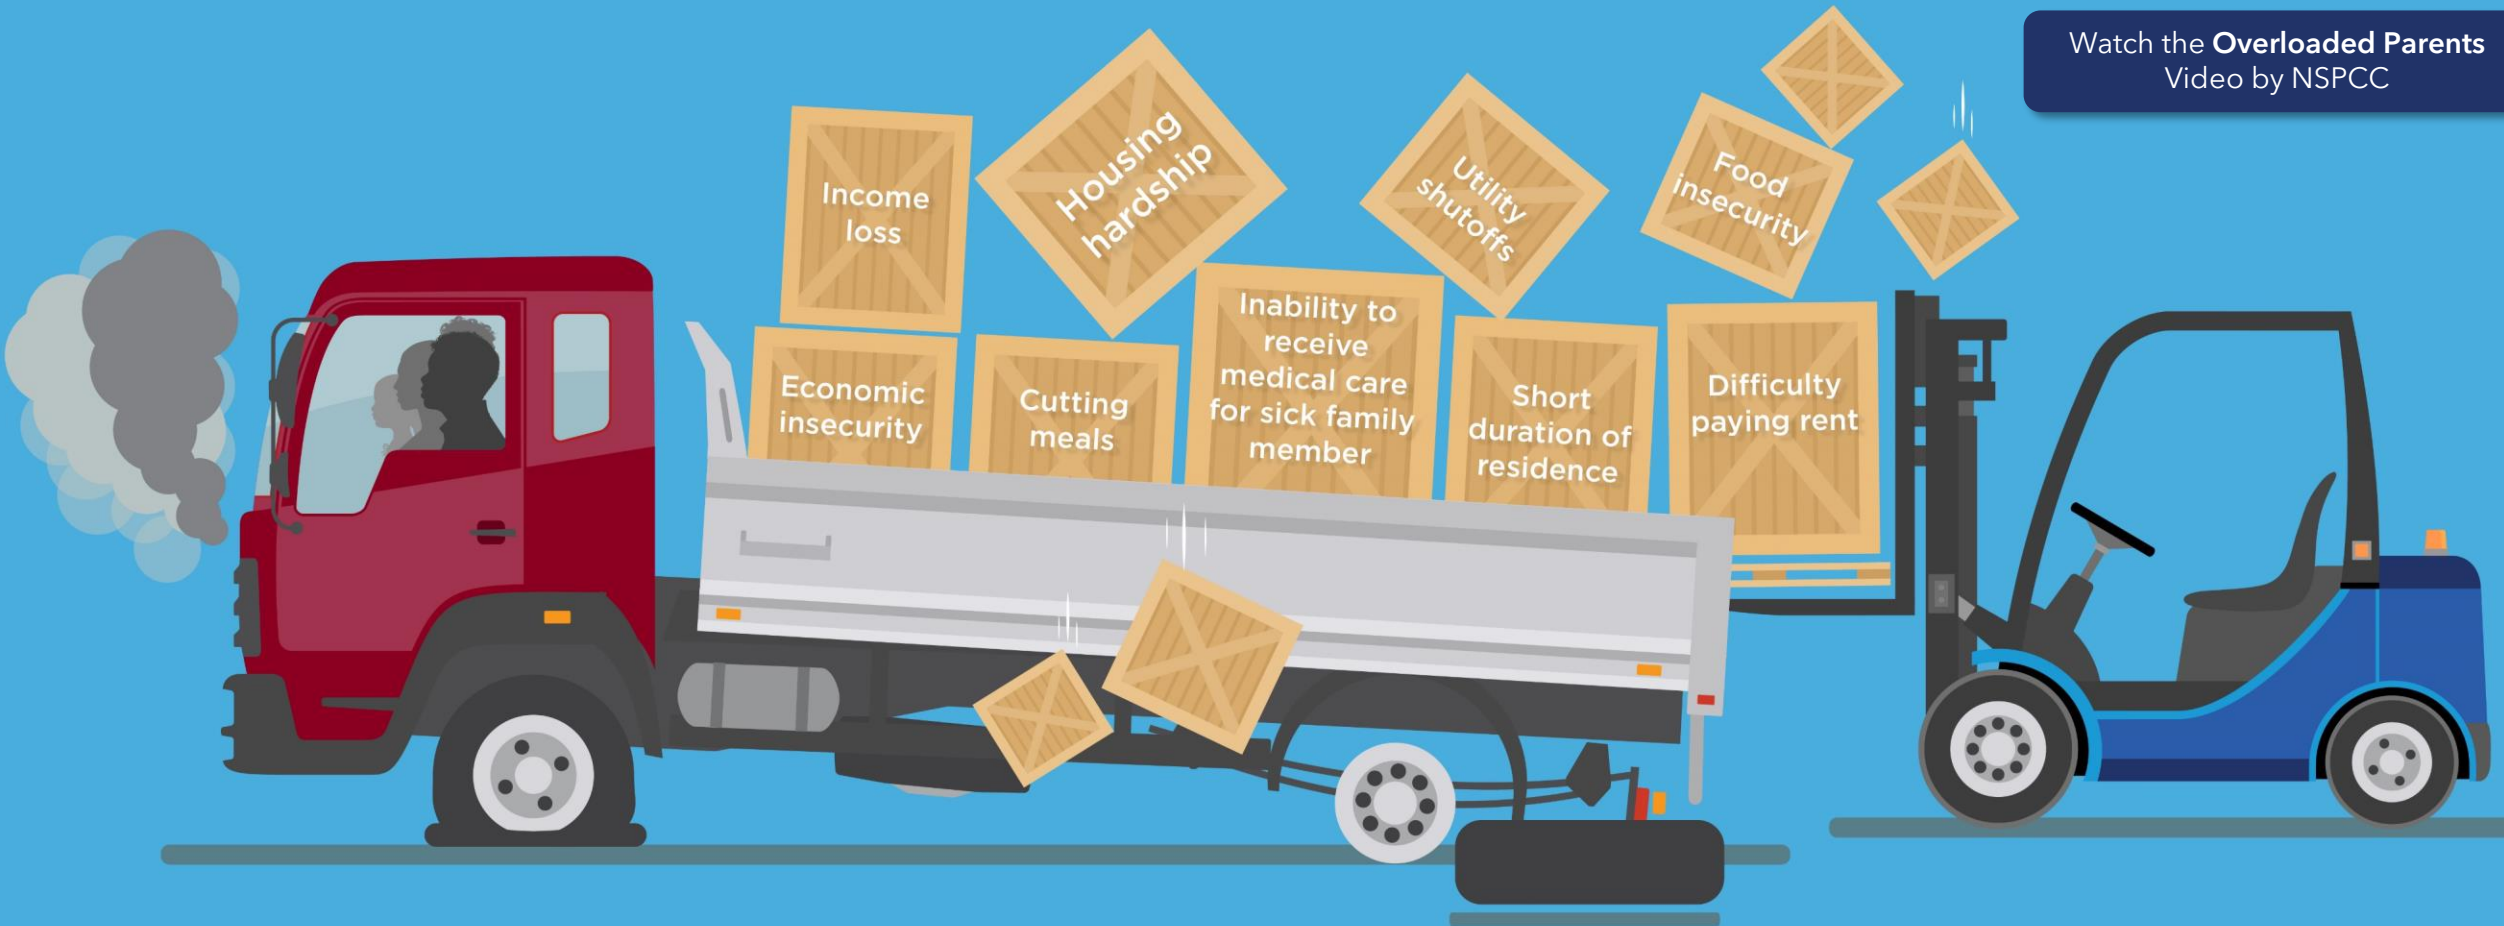 Watch the Overloaded Parents
Video by NSPCC
Income
loss
Housing
hardship
Utility
shutoffs
Food
insecurity
Economic
insecurity
Cutting
meals
Inability to
receive
medical care
for sick family
member
Short
duration of
residence
Difficulty
paying rent